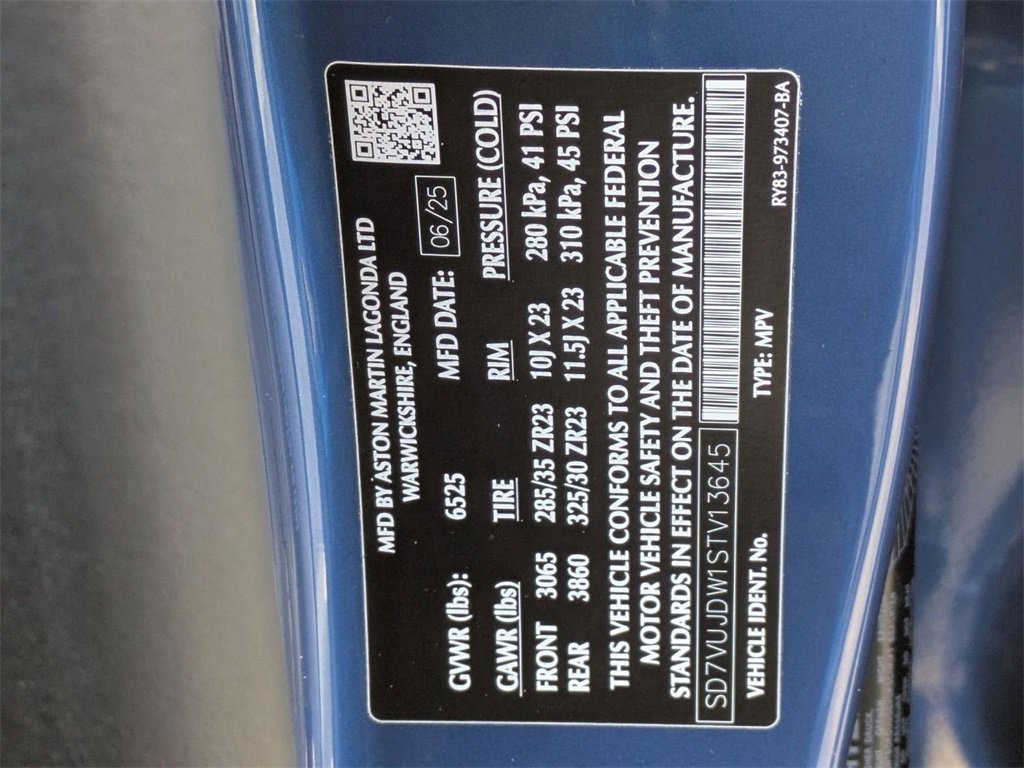 MFD BY ASTON MARTIN LAGONDA LTD
WARWICKSHIRE, ENGLAND
GVWR (lbs): 6525 MFD DATE: 06/25
GAWR (lbs) TIRE RIM PRESSURE (COLD)
FRONT 3065 285/35 ZR23 10J X 23 280 kPa, 41 PSI
REAR 3860 325/30 ZR23 11.5J X 23 310 kPa, 45 PSI
THIS VEHICLE CONFORMS TO ALL APPLICABLE FEDERAL
MOTOR VEHICLE SAFETY AND THEFT PREVENTION
STANDARDS IN EFFECT ON THE DATE OF MANUFACTURE.
SD7VUJDW1STV13645
VEHICLE IDENT. No. TYPE: MPV RY83-973407-BA